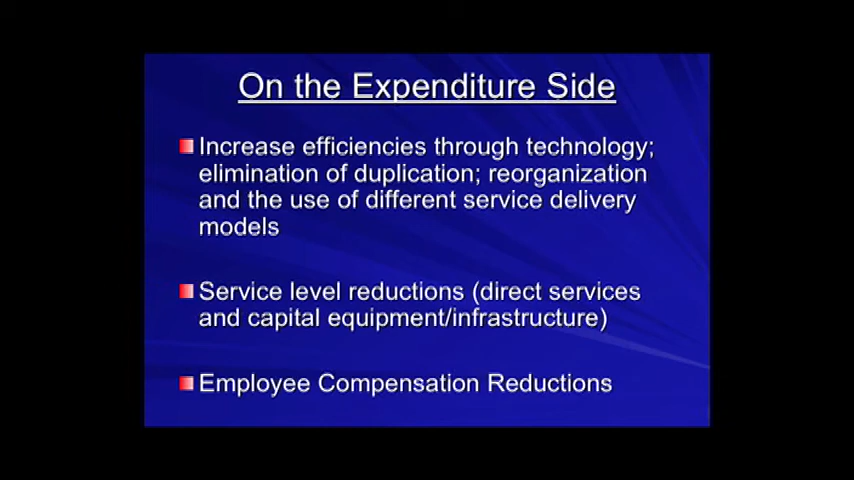 On the Expenditure Side
Increase efficiencies through technology;
elimination of duplication; reorganization
and the use of different service delivery
models
Service level reductions (direct services
and capital equipment/infrastructure)
Employee Compensation Reductions